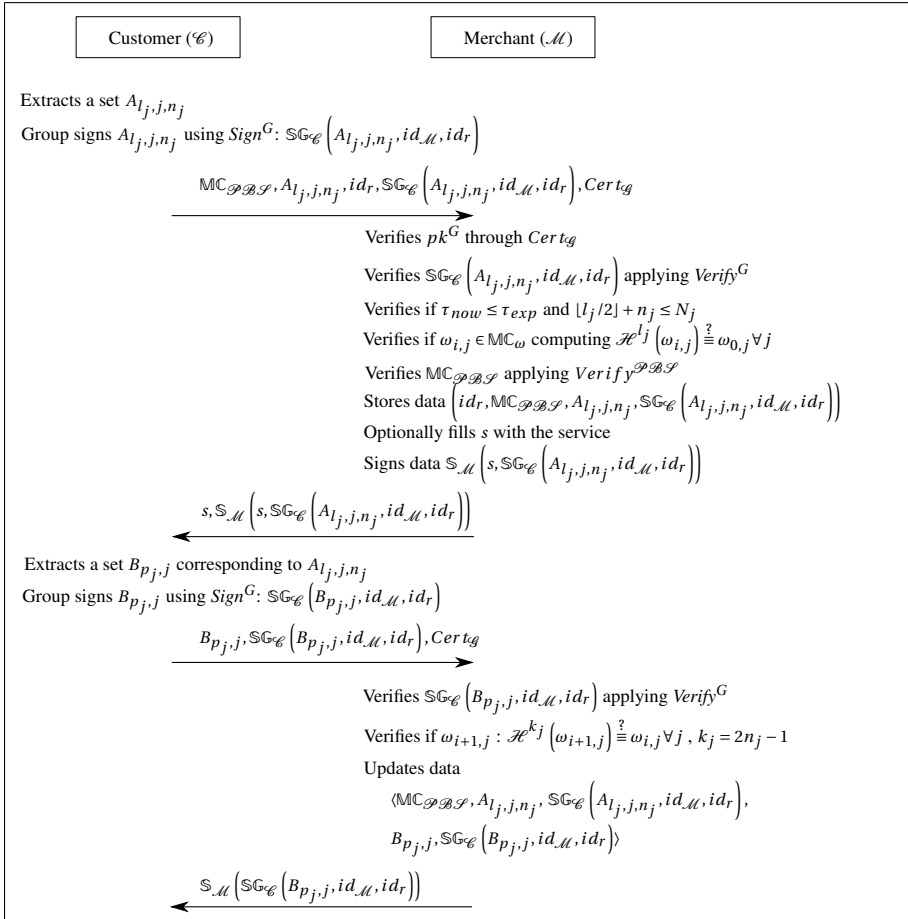 Customer (𝒞)
Merchant (ℳ)
Extracts a set A_{l_j,j,n_j}
Group signs A_{l_j,j,n_j} using Sign^G: 𝕊𝔾_𝒞(A_{l_j,j,n_j}, id_ℳ, id_r)
𝕄ℂ_𝒫ℬ𝒮, A_{l_j,j,n_j}, id_r, 𝕊𝔾_𝒞(A_{l_j,j,n_j}, id_ℳ, id_r), Cert_𝒢
Verifies pk^G through Cert_𝒢
Verifies 𝕊𝔾_𝒞(A_{l_j,j,n_j}, id_ℳ, id_r) applying Verify^G
Verifies if τ_now ≤ τ_exp and ⌊l_j/2⌋ + n_j ≤ N_j
Verifies if ω_{i,j} ∈ 𝕄ℂ_ω computing ℋ^{l_j}(ω_{i,j}) ≟ ω_{0,j} ∀j
Verifies 𝕄ℂ_𝒫ℬ𝒮 applying Verify^𝒫ℬ𝒮
Stores data (id_r, 𝕄ℂ_𝒫ℬ𝒮, A_{l_j,j,n_j}, 𝕊𝔾_𝒞(A_{l_j,j,n_j}, id_ℳ, id_r))
Optionally fills s with the service
Signs data 𝕊_ℳ(s, 𝕊𝔾_𝒞(A_{l_j,j,n_j}, id_ℳ, id_r))
s, 𝕊_ℳ(s, 𝕊𝔾_𝒞(A_{l_j,j,n_j}, id_ℳ, id_r))
Extracts a set B_{p_j,j} corresponding to A_{l_j,j,n_j}
Group signs B_{p_j,j} using Sign^G: 𝕊𝔾_𝒞(B_{p_j,j}, id_ℳ, id_r)
B_{p_j,j}, 𝕊𝔾_𝒞(B_{p_j,j}, id_ℳ, id_r), Cert_𝒢
Verifies 𝕊𝔾_𝒞(B_{p_j,j}, id_ℳ, id_r) applying Verify^G
Verifies if ω_{i+1,j} : ℋ^{k_j}(ω_{i+1,j}) ≟ ω_{i,j} ∀j , k_j = 2n_j − 1
Updates data
⟨𝕄ℂ_𝒫ℬ𝒮, A_{l_j,j,n_j}, 𝕊𝔾_𝒞(A_{l_j,j,n_j}, id_ℳ, id_r),
B_{p_j,j}, 𝕊𝔾_𝒞(B_{p_j,j}, id_ℳ, id_r)⟩
𝕊_ℳ(𝕊𝔾_𝒞(B_{p_j,j}, id_ℳ, id_r))